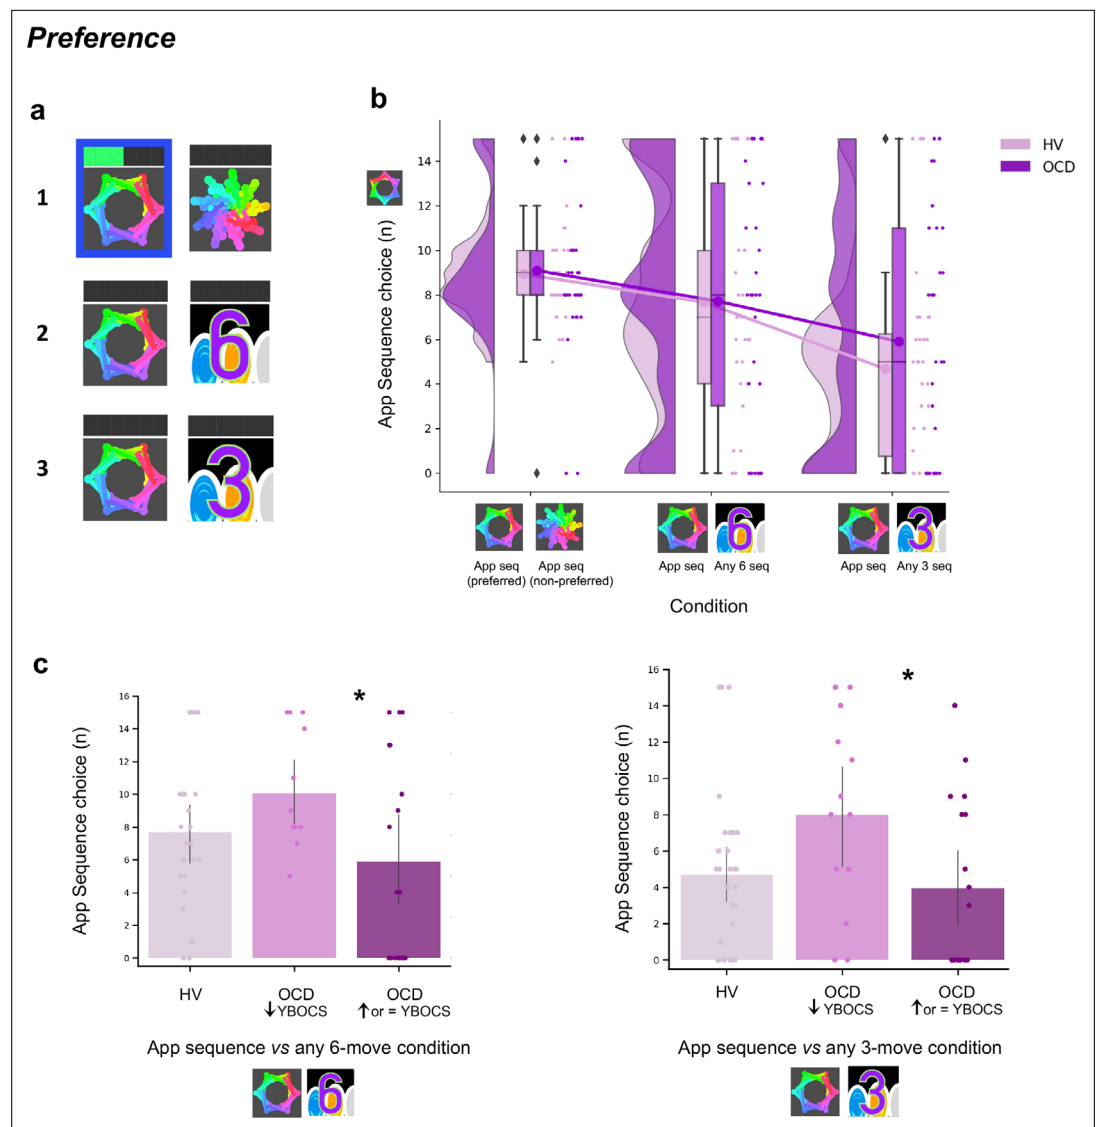 Preference
a
1
2
6
3
3
b
App Sequence choice (n)
14
12
10
8
6
4
2
0
HV
OCD
6
3
App seq
(preferred)
App seq
(non-preferred)
App seq
Any 6 seq
App seq
Any 3 seq
Condition
c
App Sequence choice (n)
16
14
12
10
8
6
4
2
0
*
HV
OCD
↓YBOCS
OCD
↑or = YBOCS
App sequence vs any 6-move condition
6
App Sequence choice (n)
16
14
12
10
8
6
4
2
0
*
HV
OCD
↓YBOCS
OCD
↑or = YBOCS
App sequence vs any 3-move condition
3